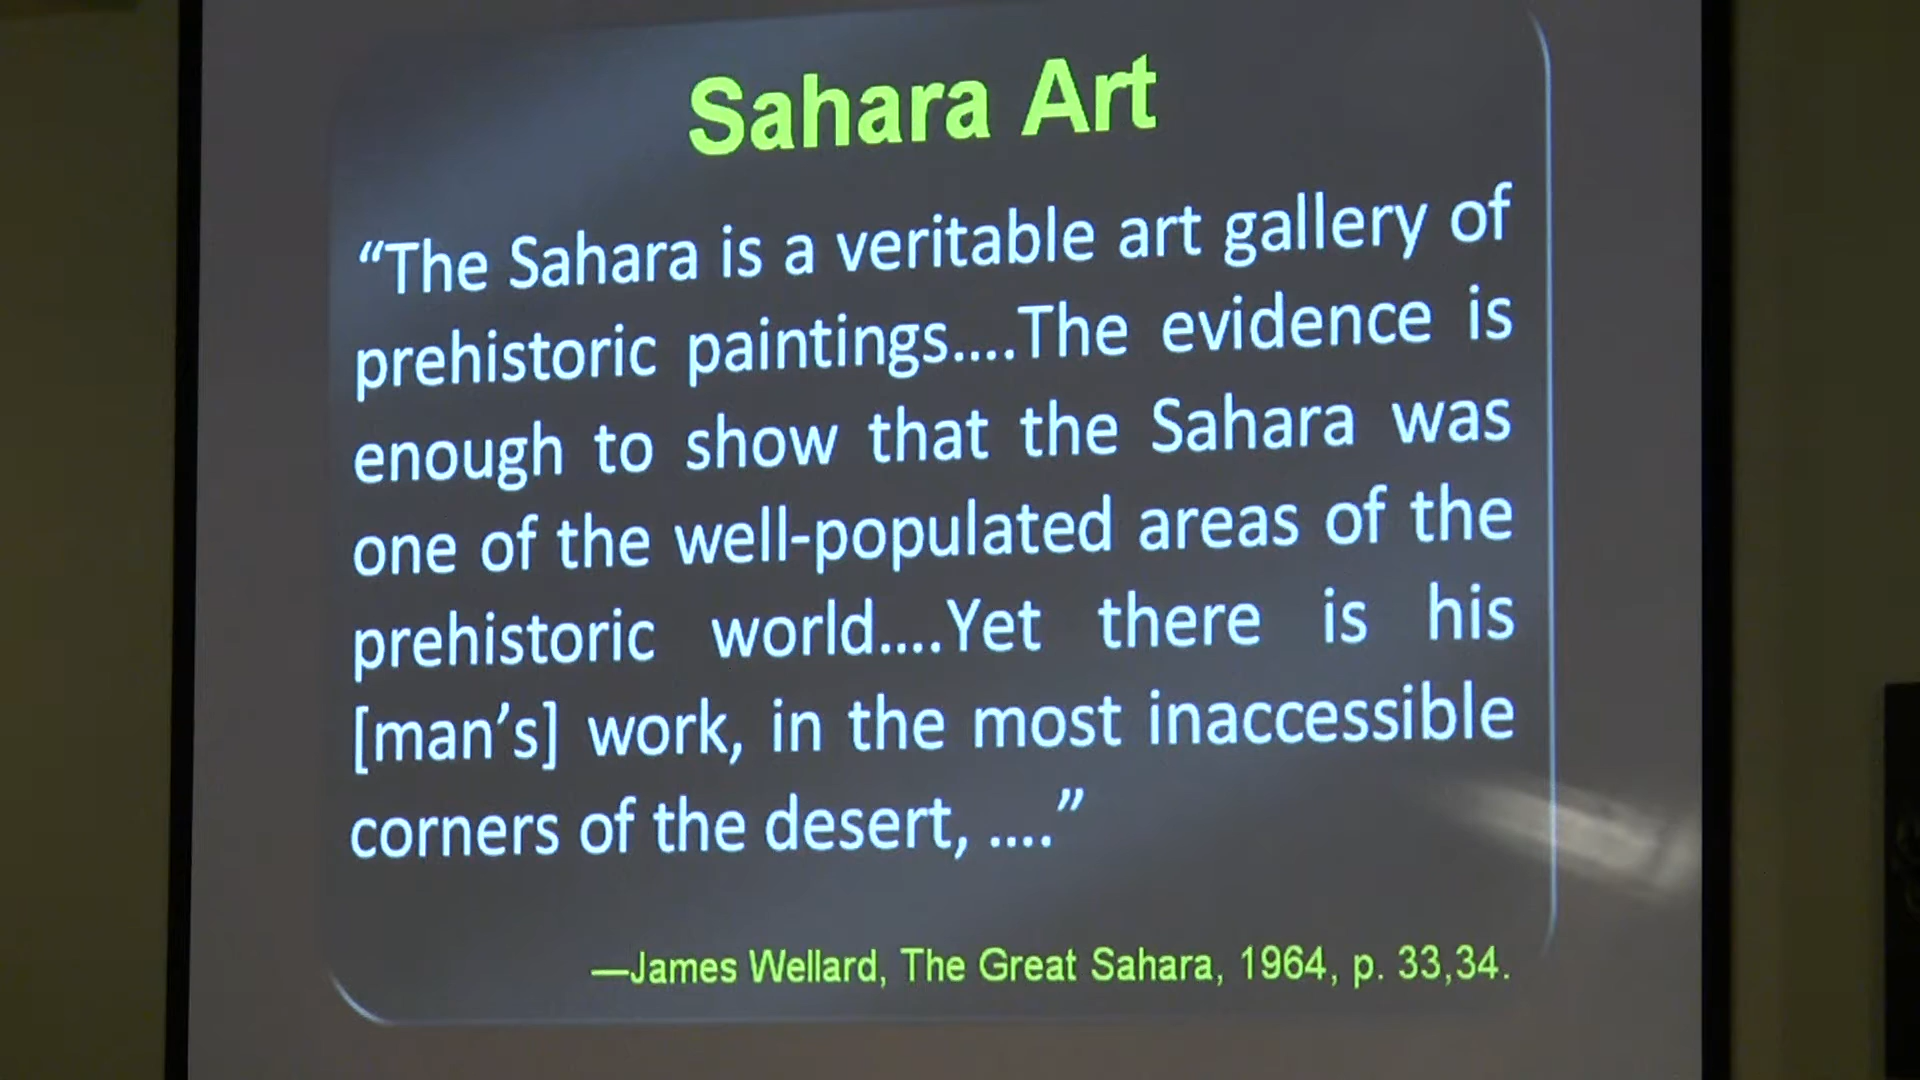 Sahara Art
“The Sahara is a veritable art gallery of
prehistoric paintings....The evidence is
enough to show that the Sahara was
one of the well-populated areas of the
prehistoric world....Yet there is his
[man’s] work, in the most inaccessible
corners of the desert, ....”
—James Wellard, The Great Sahara, 1964, p. 33,34.